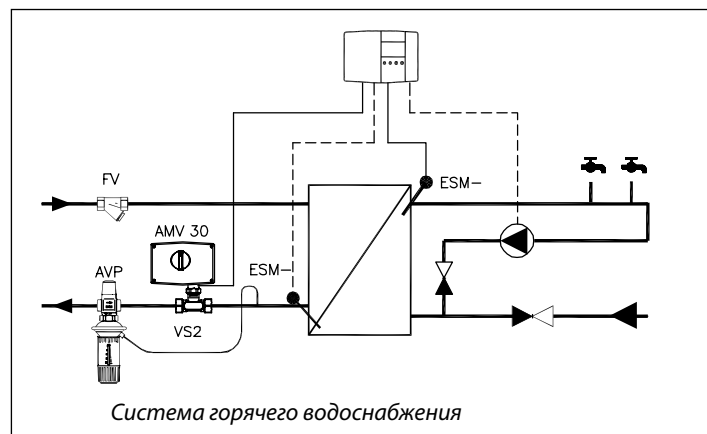 FV
ESM-
AMV 30
ESM-
AVP
VS2
Система горячего водоснабжения